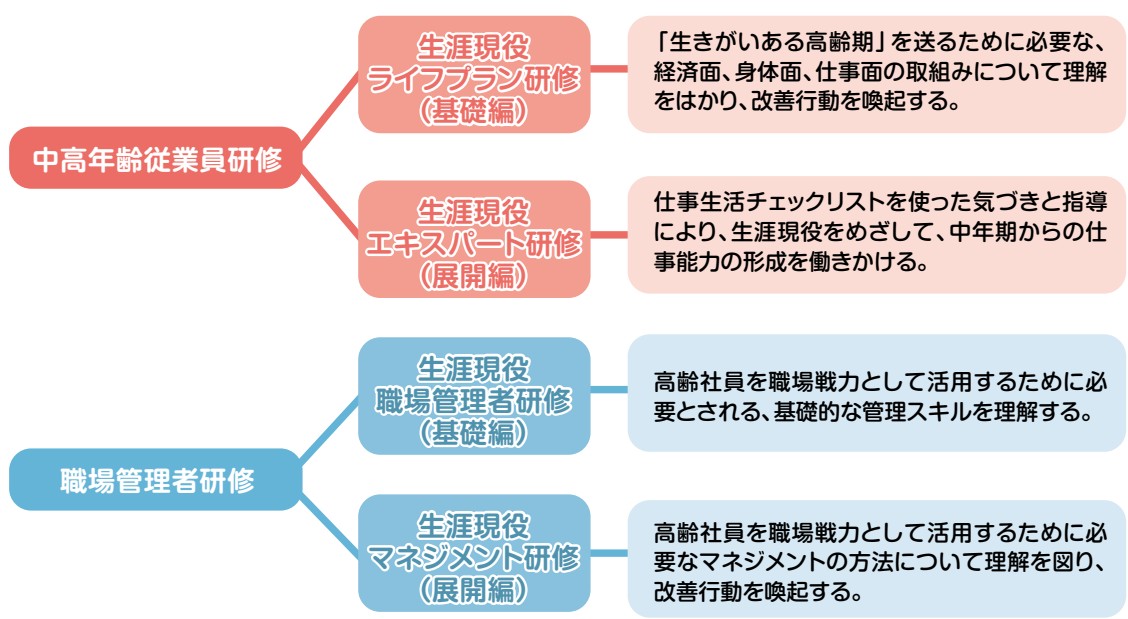 中高年齢従業員研修
生涯現役
ライフプラン研修
(基礎編)
「生きがいある高齢期」を送るために必要な、
経済面、身体面、仕事面の取組みについて理解
をはかり、改善行動を喚起する。
生涯現役
エキスパート研修
(展開編)
仕事生活チェックリストを使った気づきと指導
により、生涯現役をめざして、中年期からの仕
事能力の形成を働きかける。
職場管理者研修
生涯現役
職場管理者研修
(基礎編)
高齢社員を職場戦力として活用するために必
要とされる、基礎的な管理スキルを理解する。
生涯現役
マネジメント研修
(展開編)
高齢社員を職場戦力として活用するために必
要なマネジメントの方法について理解を図り、
改善行動を喚起する。